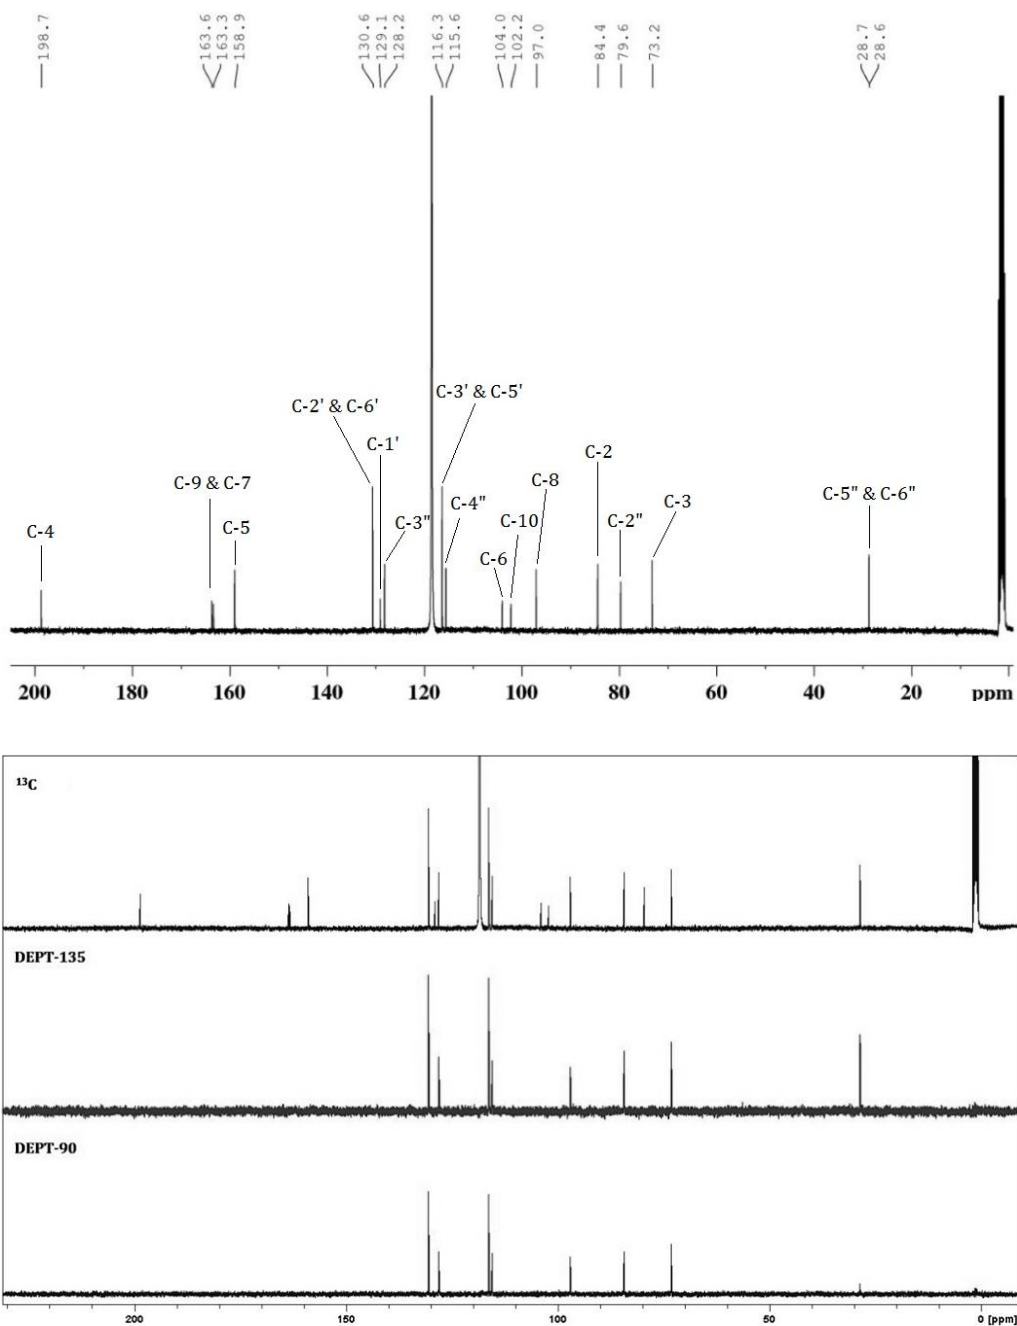 198.7
163.6
163.3
158.9
130.6
129.1
128.2
116.3
115.6
104.0
102.2
97.0
84.4
79.6
73.2
28.7
28.6
C-3' & C-5'
C-2' & C-6'
C-1'
C-2
C-9 & C-7
C-8
C-5" & C-6"
C-4"
C-3
C-5
C-3"
C-10
C-2"
C-4
C-6
200 180 160 140 120 100 80 60 40 20 ppm
¹³C
DEPT-135
DEPT-90
200 150 100 50 0 [ppm]